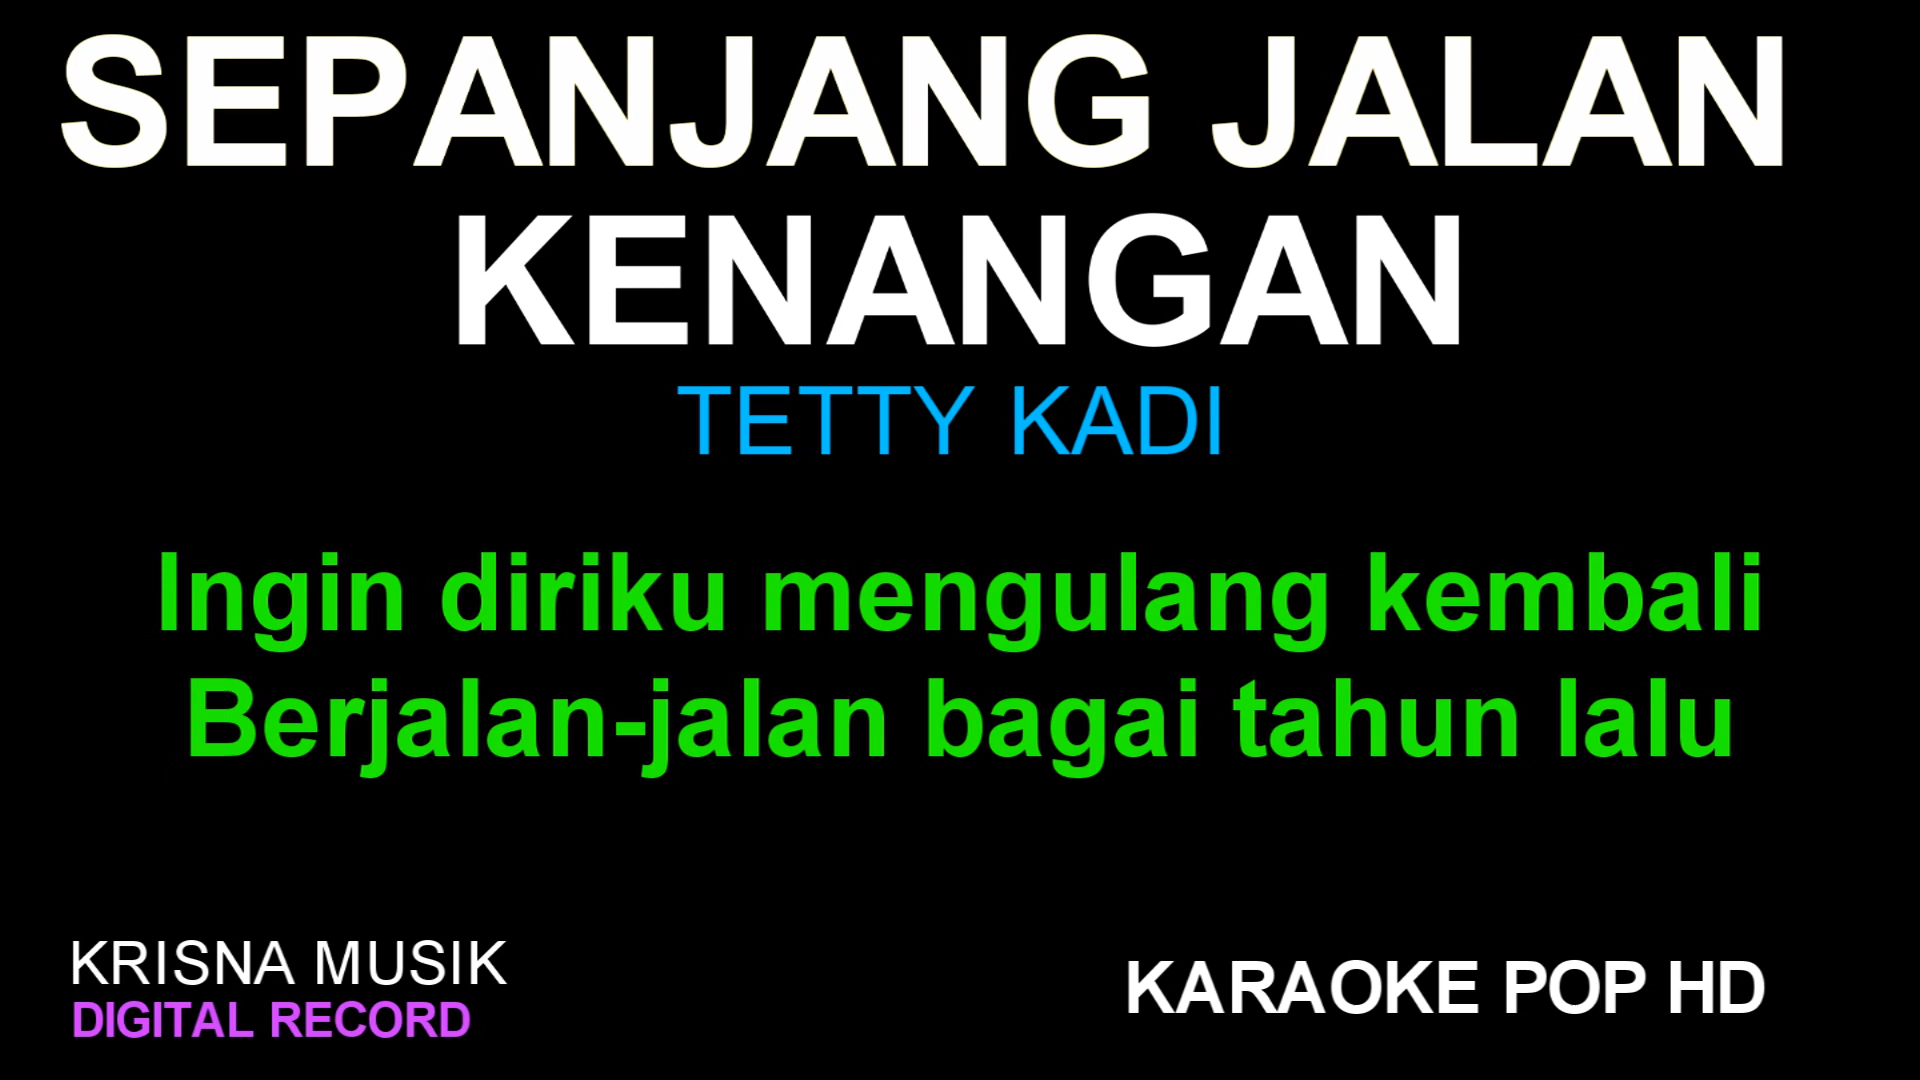 SEPANJANG JALAN
KENANGAN
TETTY KADI
Ingin diriku mengulang kembali
Berjalan-jalan bagai tahun lalu
KRISNA MUSIK
DIGITAL RECORD
KARAOKE POP HD